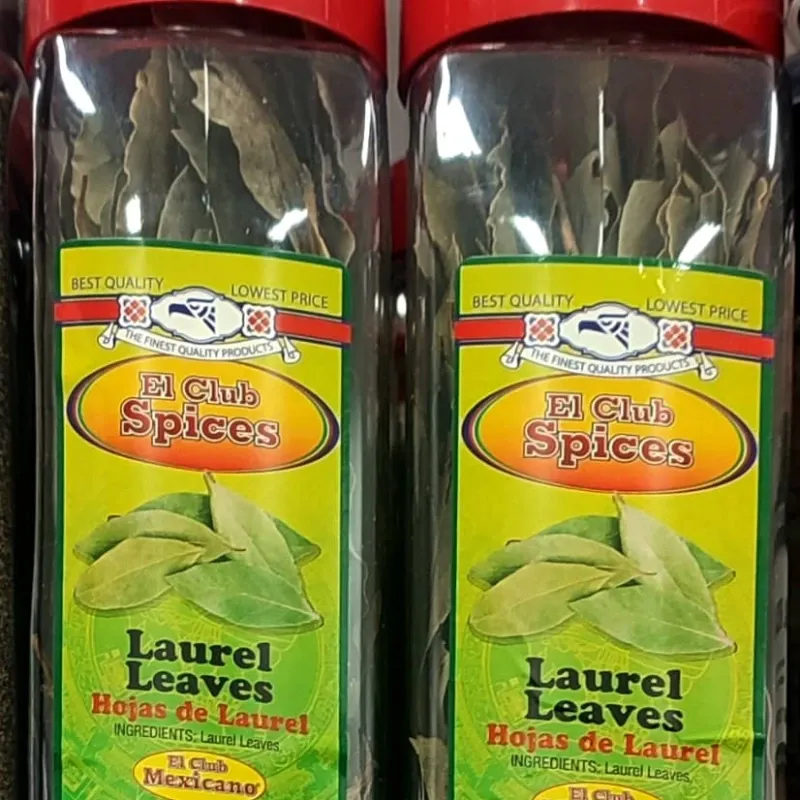 BEST QUALITY
LOWEST PRICE
THE FINEST QUALITY PRODUCTS
El Club
Spices
Laurel
Leaves
Hojas de Laurel
INGREDIENTS: Laurel Leaves.
El Club
Mexicano
BEST QUALITY
LOWEST PRICE
THE FINEST QUALITY PRODUCTS
El Club
Spices
Laurel
Leaves
Hojas de Laurel
INGREDIENTS: Laurel Leaves.
El Club